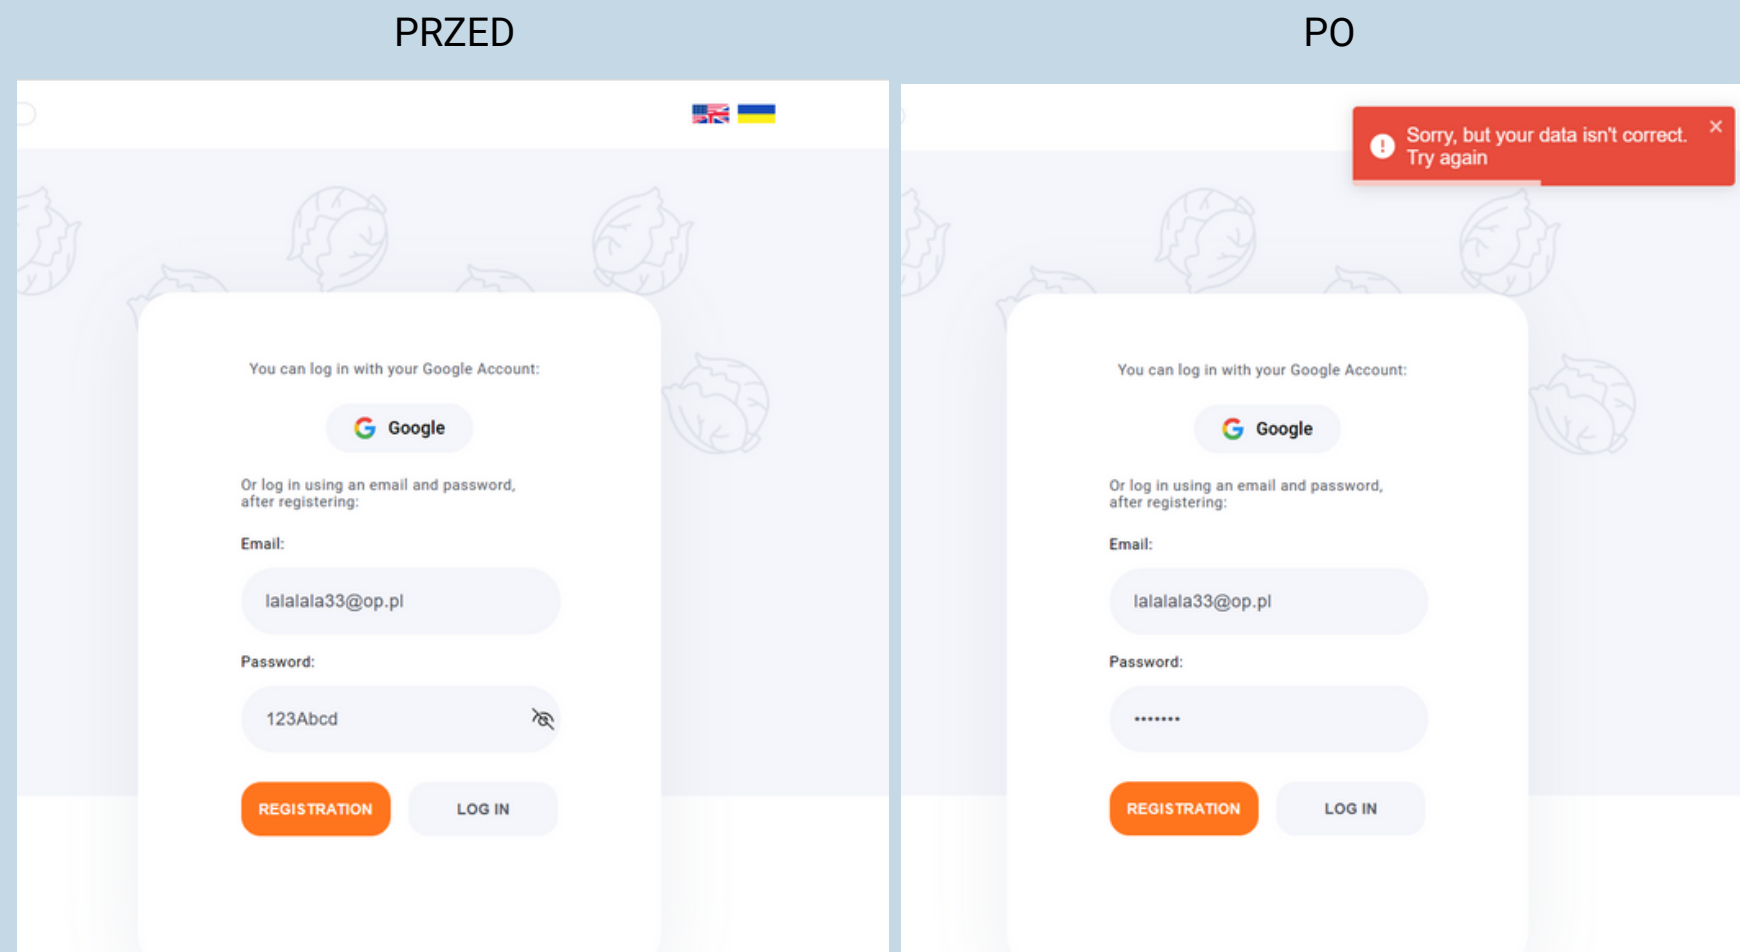 PRZED
You can log in with your Google Account:
Google
Or log in using an email and password,
after registering:
Email:
lalalala33@op.pl
Password:
123Abcd
REGISTRATION
LOG IN
PO
Sorry, but your data isn't correct.
Try again
You can log in with your Google Account:
Google
Or log in using an email and password,
after registering:
Email:
lalalala33@op.pl
Password:
•••••••
REGISTRATION
LOG IN